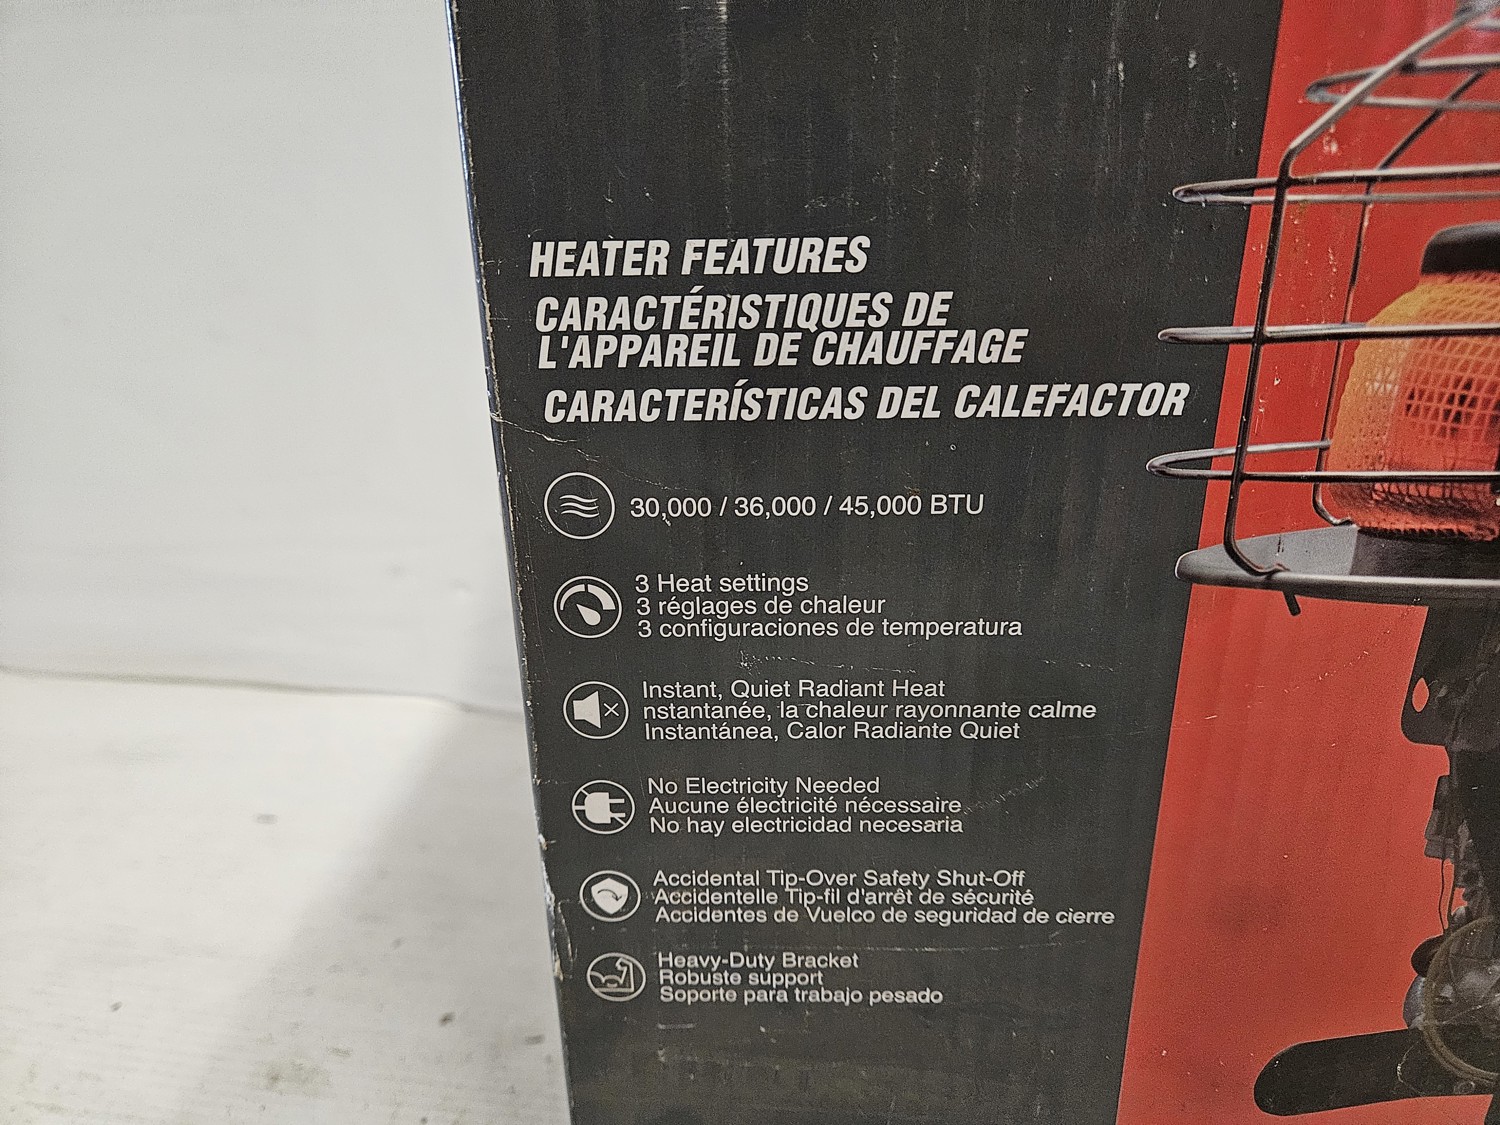 HEATER FEATURES
CARACTÉRISTIQUES DE
L'APPAREIL DE CHAUFFAGE
CARACTERÍSTICAS DEL CALEFACTOR
30,000 / 36,000 / 45,000 BTU
3 Heat settings
3 réglages de chaleur
3 configuraciones de temperatura
Instant, Quiet Radiant Heat
nstantanée, la chaleur rayonnante calme
Instantánea, Calor Radiante Quiet
No Electricity Needed
Aucune électricité nécessaire
No hay electricidad necesaria
Accidental Tip-Over Safety Shut-Off
Accidentelle Tip-fil d'arrêt de sécurité
Accidentes de Vuelco de seguridad de cierre
Heavy-Duty Bracket
Robuste support
Soporte para trabajo pesado